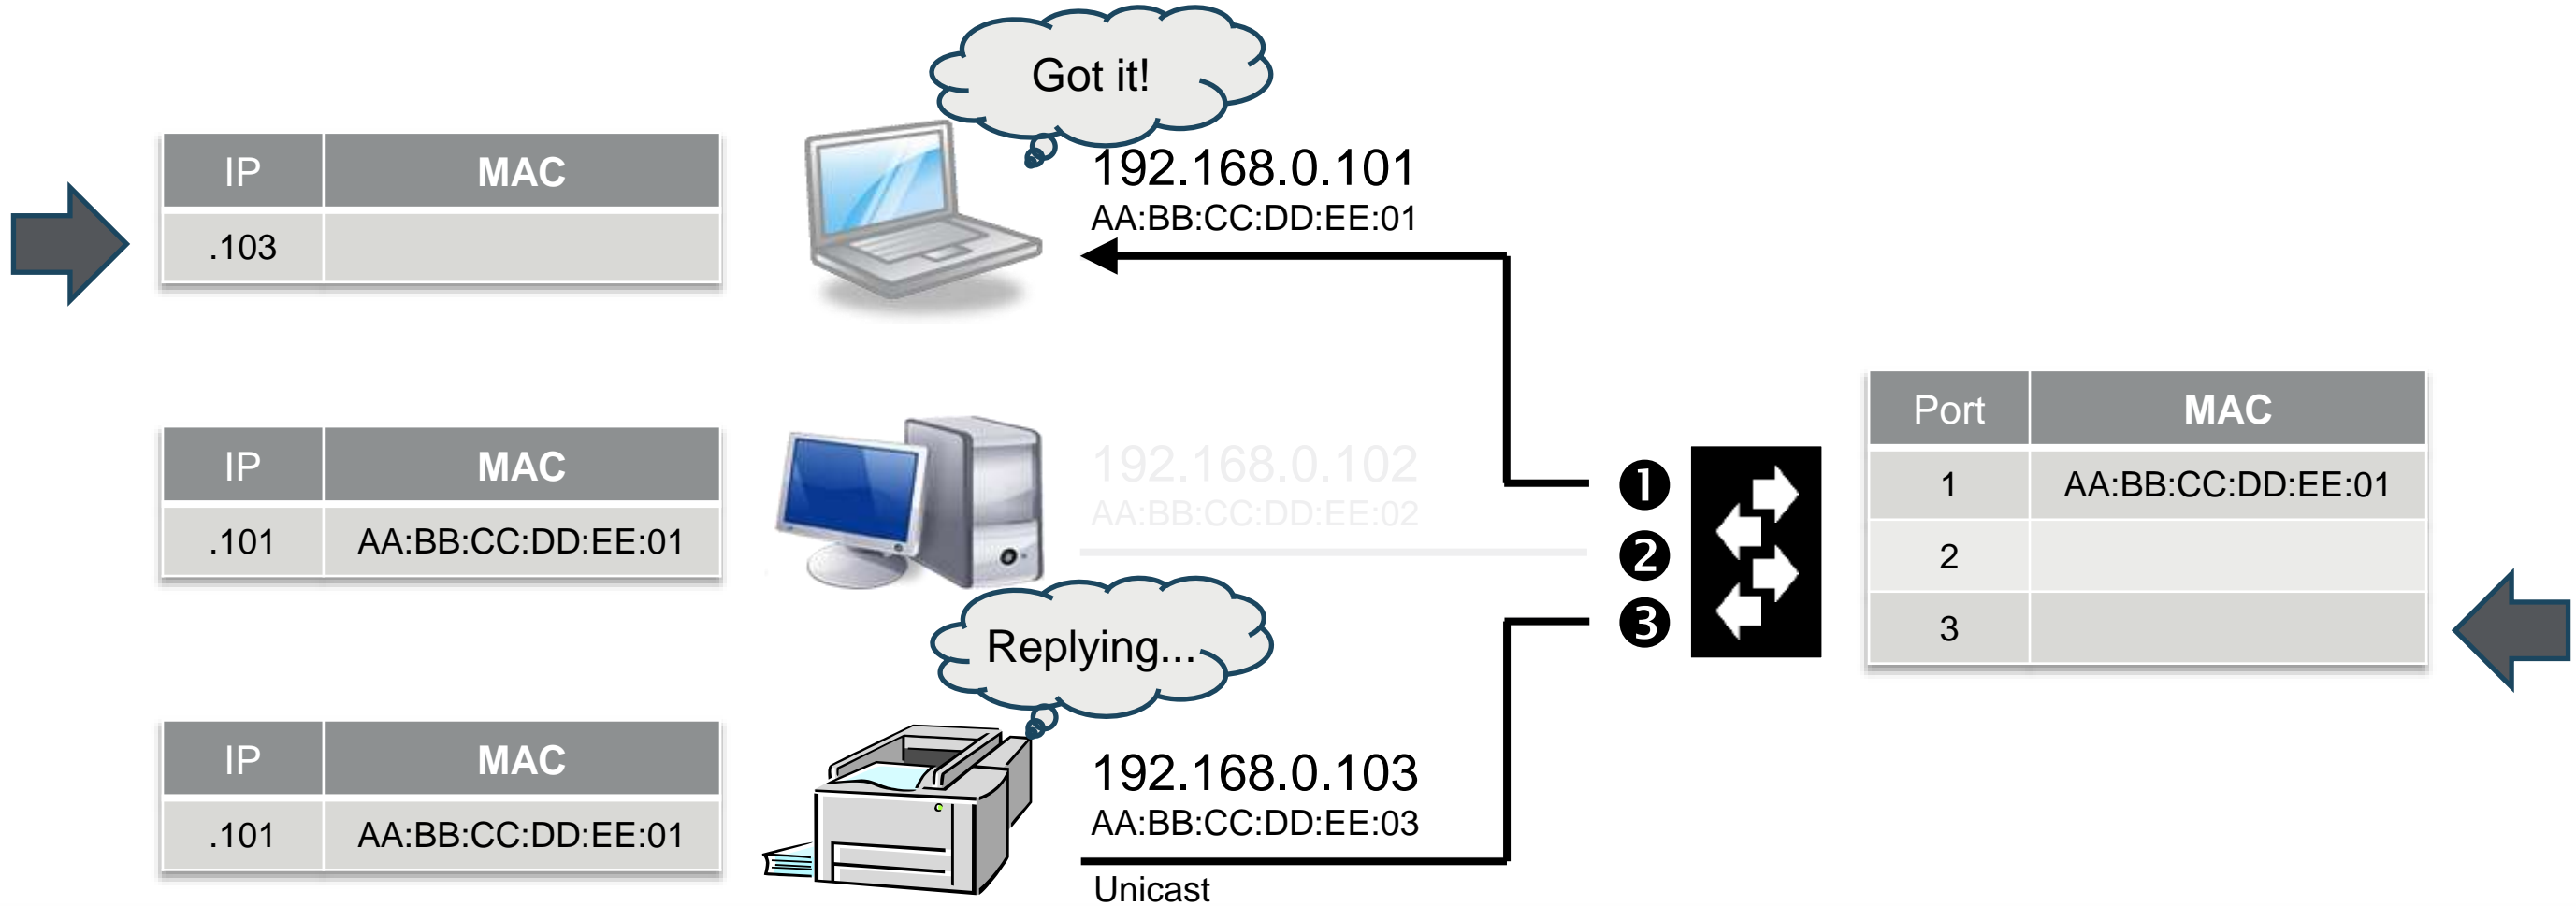 Got it!
IP MAC
.103
192.168.0.101
AA:BB:CC:DD:EE:01
IP MAC
.101 AA:BB:CC:DD:EE:01
192.168.0.102
AA:BB:CC:DD:EE:02
1
2
3
Port MAC
1 AA:BB:CC:DD:EE:01
2
3
Replying...
IP MAC
.101 AA:BB:CC:DD:EE:01
192.168.0.103
AA:BB:CC:DD:EE:03
Unicast